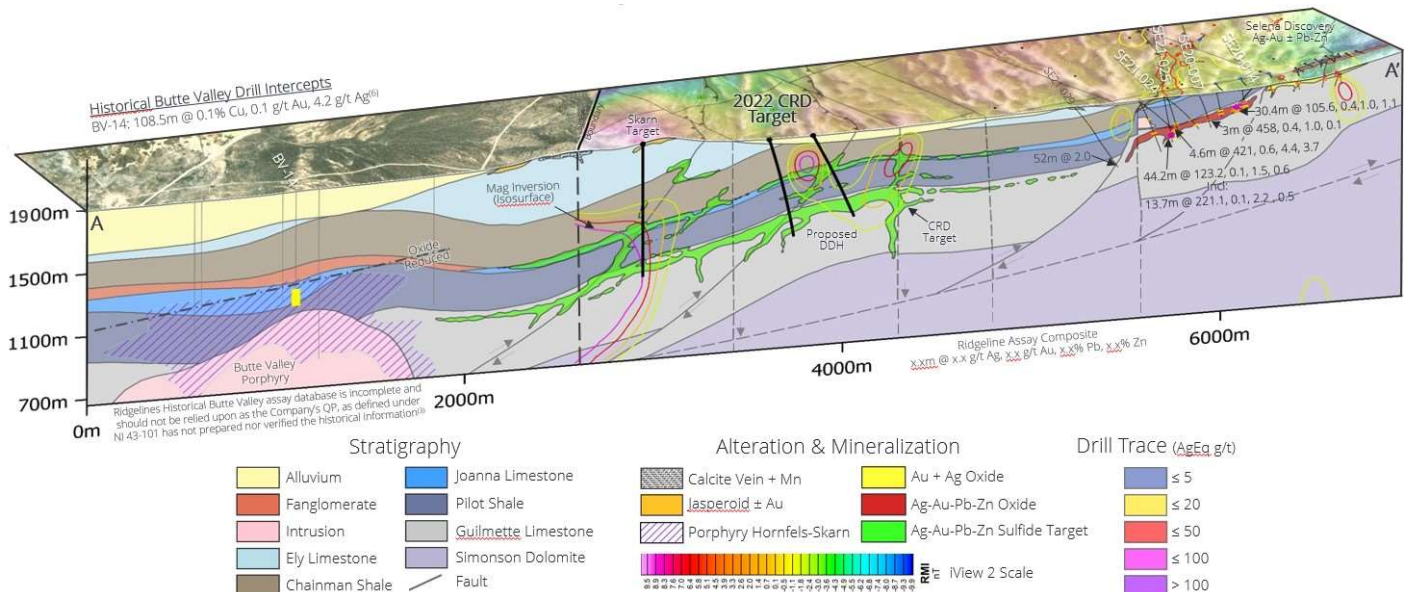 Historical Butte Valley Drill Intercepts
BV-14: 108.5m @ 0.1% Cu, 0.1 g/t Au, 4.2 g/t Ag(6)
Skarn
Target
2022 CRD
Target
Selena Discovery
Ag-Au ± Pb-Zn
A
A'
30.4m @ 105.6, 0.4,1.0, 1.1
3m @ 458, 0.4, 1.0, 0.1
4.6m @ 421, 0.6, 4.4, 3.7
52m @ 2.0
44.2m @ 123.2, 0.1, 1.5, 0.6
Incl:
13.7m @ 221.1, 0.1, 2.2, 0.5
Mag Inversion
(Isosurface)
Oxide
Reduced
Proposed
DDH
CRD
Target
Butte Valley
Porphyry
1900m
1500m
1100m
700m
0m
2000m
4000m
6000m
Ridgeline Assay Composite
x.xm @ x.x g/t Ag, x.x g/t Au, x.x% Pb, x.x% Zn
Ridgelines Historical Butte Valley assay database is incomplete and
should not be relied upon as the Company's QP, as defined under
NI 43-101 has not prepared nor verified the historical information(3)
Stratigraphy
Alluvium
Fanglomerate
Intrusion
Ely Limestone
Chainman Shale
Joanna Limestone
Pilot Shale
Guilmette Limestone
Simonson Dolomite
Fault
Alteration & Mineralization
Calcite Vein + Mn
Jasperoid ± Au
Porphyry Hornfels-Skarn
Au + Ag Oxide
Ag-Au-Pb-Zn Oxide
Ag-Au-Pb-Zn Sulfide Target
RMI
nT
iView 2 Scale
Drill Trace (AgEq g/t)
≤ 5
≤ 20
≤ 50
≤ 100
> 100